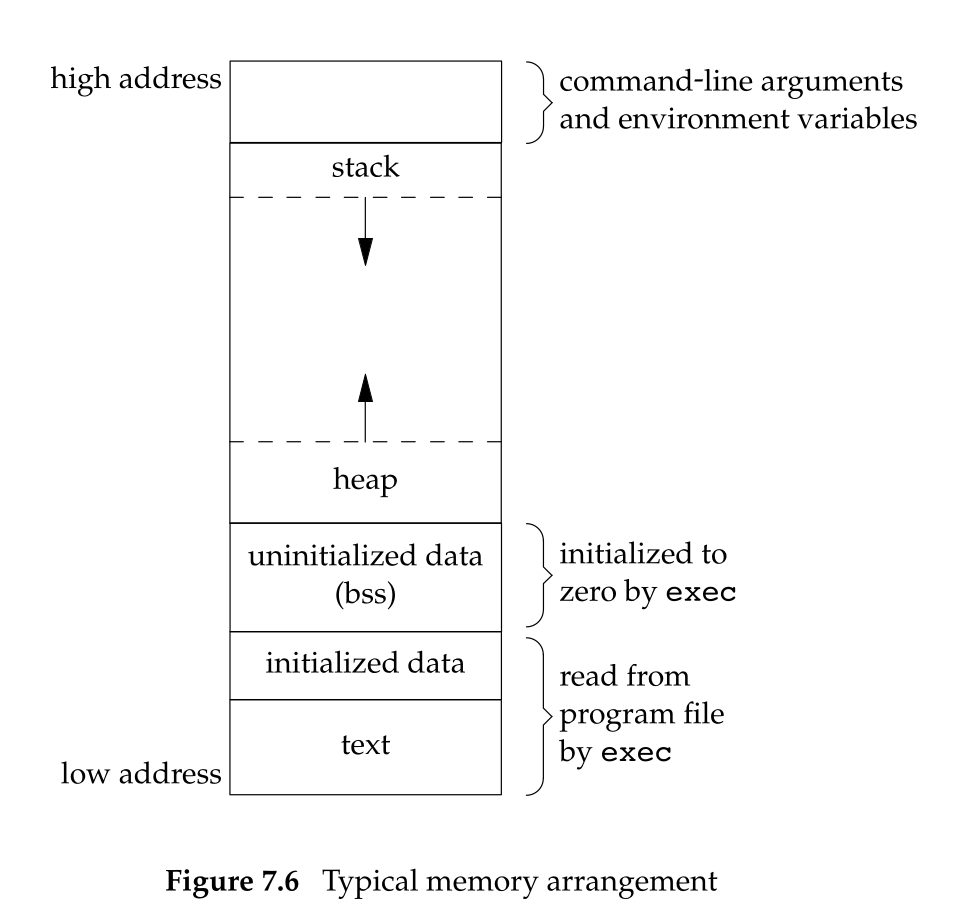 high address
command-line arguments
and environment variables
stack
heap
uninitialized data
(bss)
initialized to
zero by exec
initialized data
read from
program file
by exec
text
low address
Figure 7.6 Typical memory arrangement